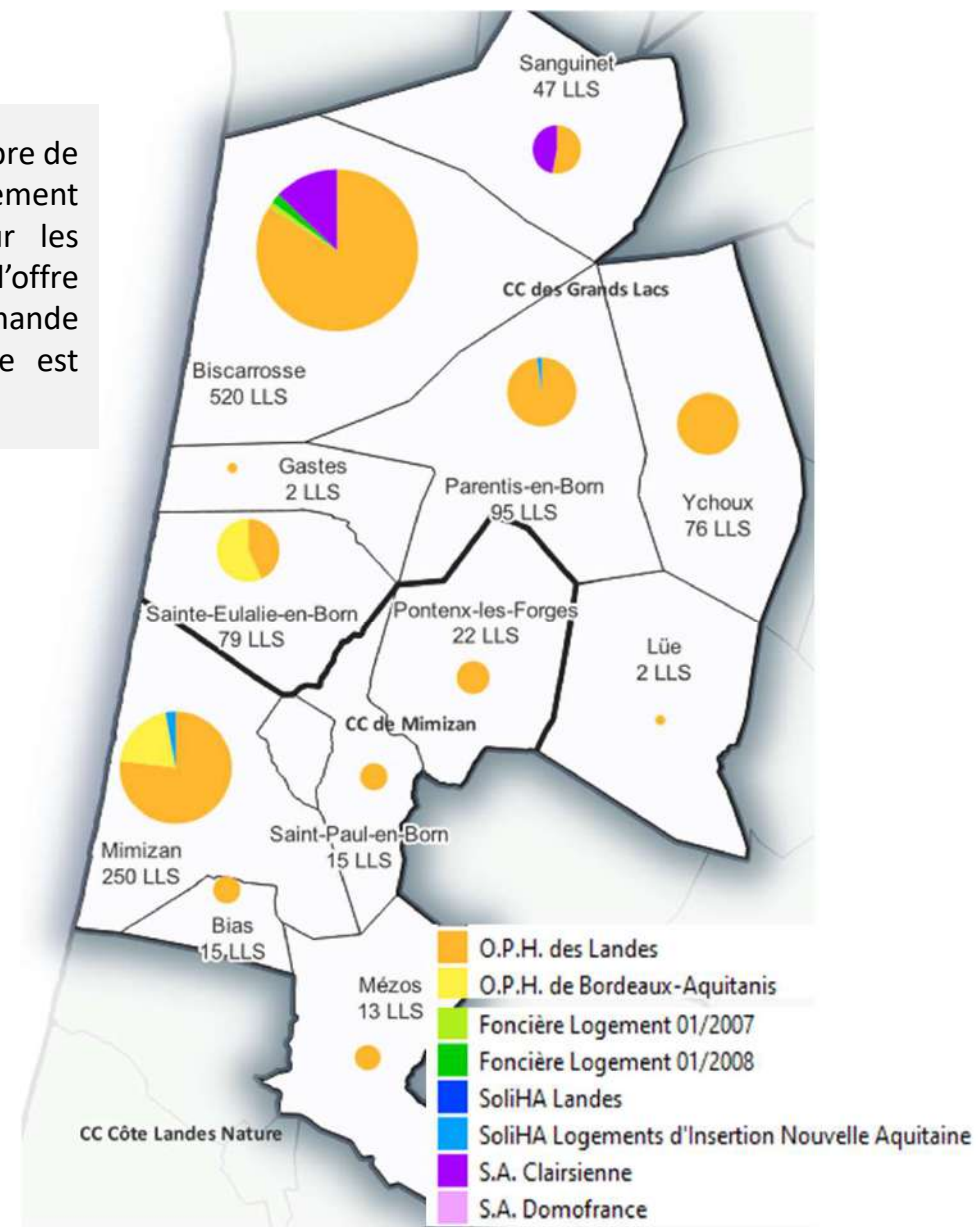 bre de
ement
ur les
l'offre
nande
e est
Sanguinet
47 LLS
CC des Grands Lacs
Biscarrosse
520 LLS
Gastes
2 LLS
Parentis-en-Born
95 LLS
Ychoux
76 LLS
Sainte-Eulalie-en-Born
79 LLS
Pontenx-les-Forges
22 LLS
Lüe
2 LLS
CC de Mimizan
Saint-Paul-en-Born
15 LLS
Mimizan
250 LLS
Bias
15 LLS
Mézos
13 LLS
CC Côte Landes Nature
O.P.H. des Landes
O.P.H. de Bordeaux-Aquitanis
Foncière Logement 01/2007
Foncière Logement 01/2008
SoliHA Landes
SoliHA Logements d'Insertion Nouvelle Aquitaine
S.A. Clairsienne
S.A. Domofrance